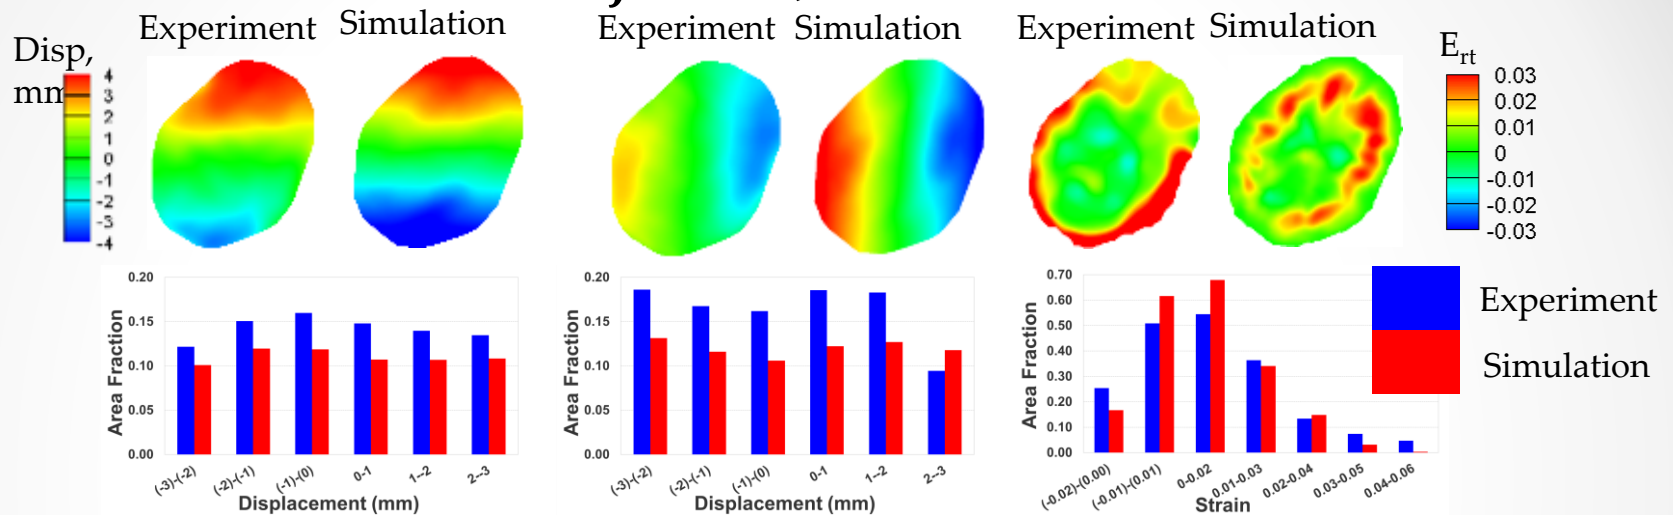 Experiment Simulation
Experiment Simulation
Experiment Simulation
Disp,
mm
4
3
2
1
0
-1
-2
-3
-4
E_rt
0.03
0.02
0.01
0
-0.01
-0.02
-0.03
Area Fraction
0.20
0.15
0.10
0.05
0.00
(-3)-(-2) (-2)-(-1) (-1)-(0) 0-1 1--2 2--3
Displacement (mm)
Area Fraction
0.20
0.15
0.10
0.05
0.00
(-3)-(-2) (-2)-(-1) (-1)-(0) 0-1 1--2 2--3
Displacement (mm)
Area Fraction
0.70
0.60
0.50
0.40
0.30
0.20
0.10
0.00
(-0.02)-(0.00) (-0.01)-(0.01) 0-0.02 0.01-0.03 0.02-0.04 0.03-0.05 0.04-0.06
Strain
Experiment
Simulation